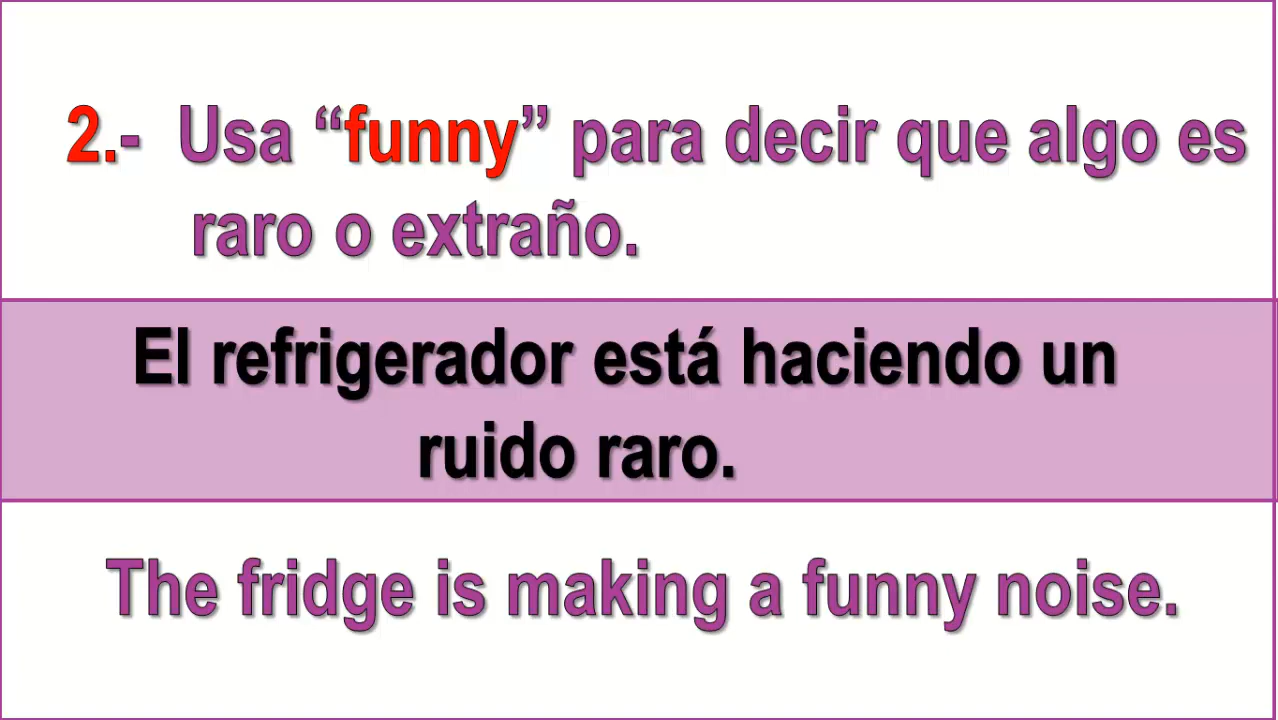 2.- Usa “funny” para decir que algo es
raro o extraño.
El refrigerador está haciendo un
ruido raro.
The fridge is making a funny noise.